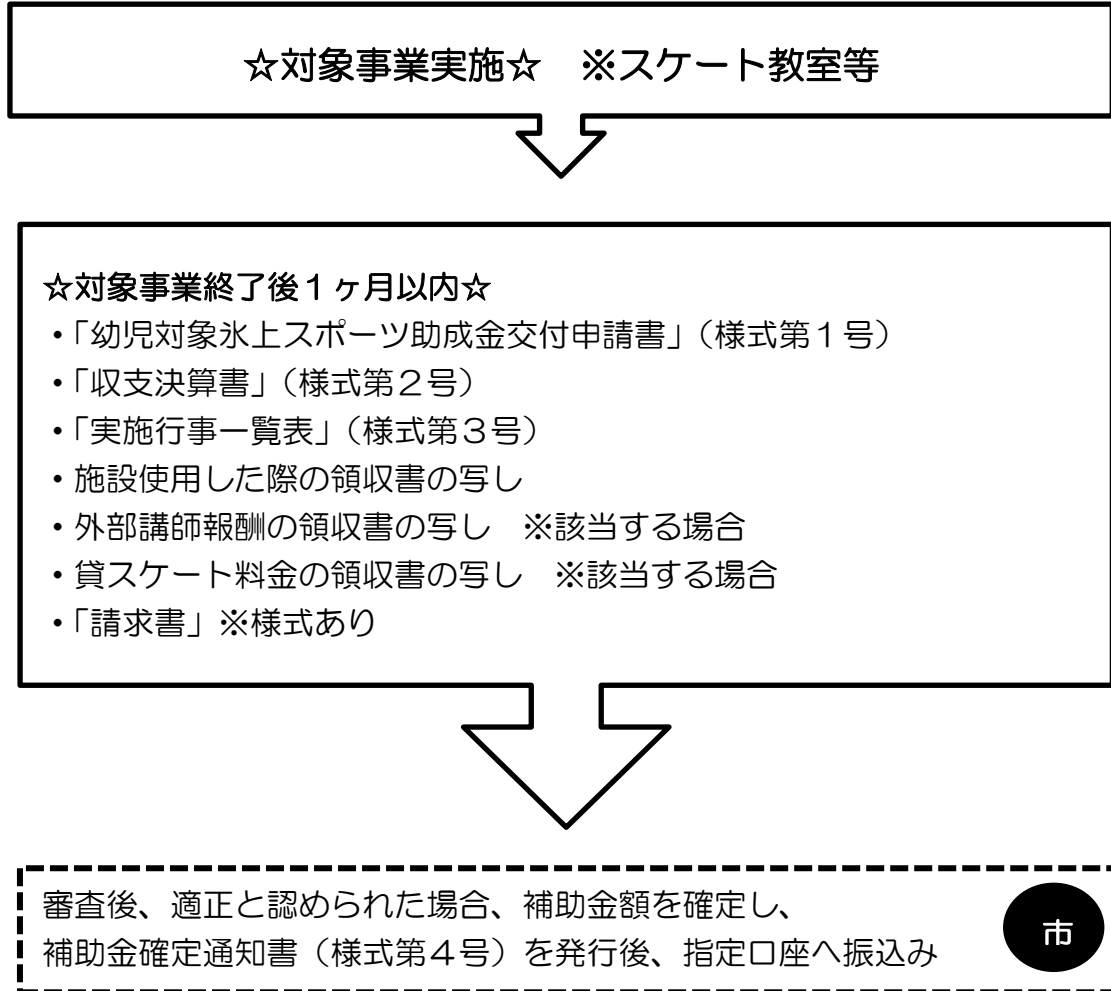 ☆対象事業実施☆　※スケート教室等
☆対象事業終了後１ヶ月以内☆
・「幼児対象氷上スポーツ助成金交付申請書」（様式第１号）
・「収支決算書」（様式第２号）
・「実施行事一覧表」（様式第３号）
・施設使用した際の領収書の写し
・外部講師報酬の領収書の写し　※該当する場合
・貸スケート料金の領収書の写し　※該当する場合
・「請求書」※様式あり
審査後、適正と認められた場合、補助金額を確定し、
補助金確定通知書（様式第４号）を発行後、指定口座へ振込み
市